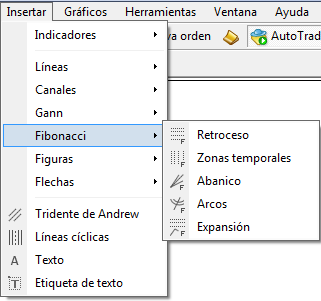 Insertar Gráficos Herramientas Ventana Ayuda
Indicadores
va orden
AutoTrad
Líneas
Canales
Gann
Fibonacci
Figuras
Flechas
Tridente de Andrew
Líneas cíclicas
Texto
Etiqueta de texto
Retroceso
Zonas temporales
Abanico
Arcos
Expansión